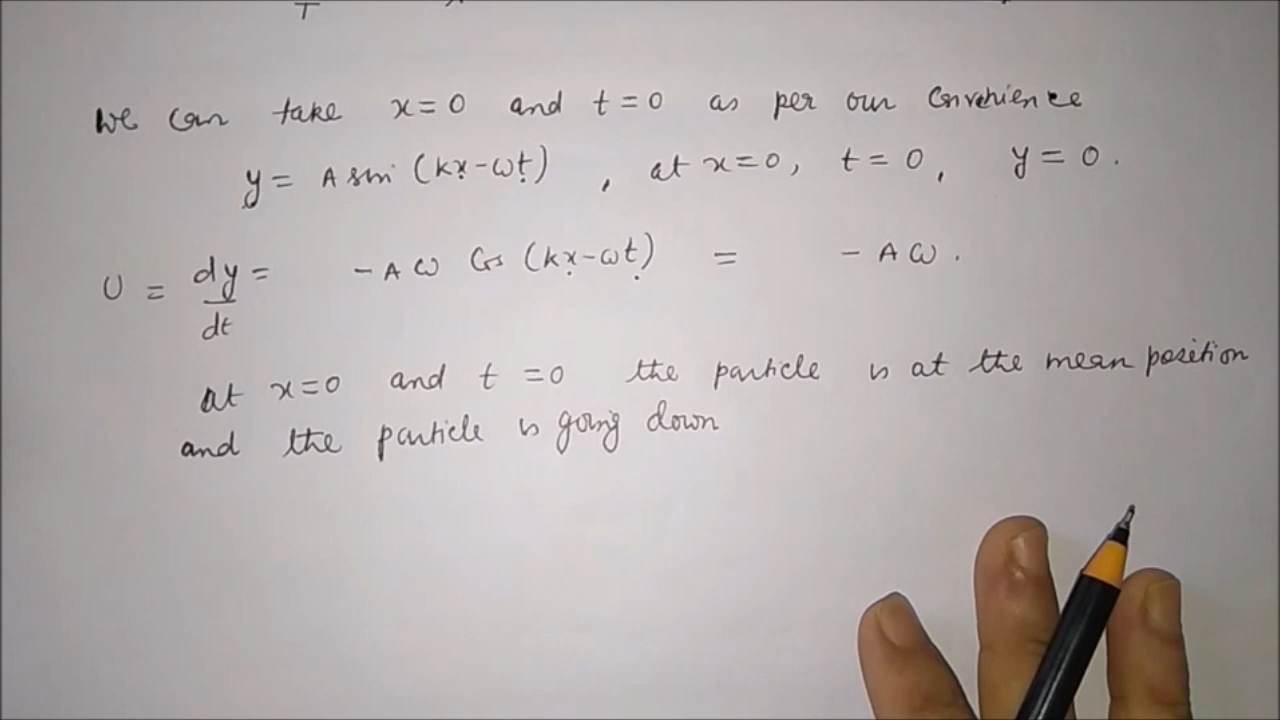 T
we can take x=0 and t=0 as per our convenience
y = A sin (kx-ωt) , at x=0, t=0, y=0.
U = dy/dt = -Aω Cos (kx-ωt) = -Aω.
at x=0 and t=0 the particle is at the mean position
and the particle is going down